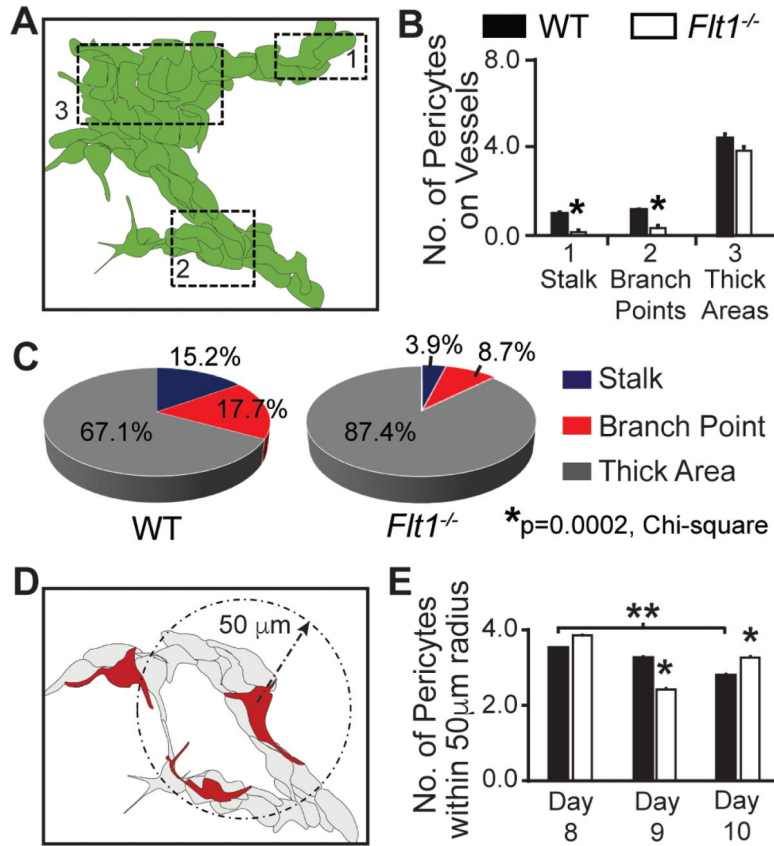 A
1
3
2
B
WT Flt1-/-
No. of Pericytes
on Vessels
8.0
4.0
0.0
* *
1 2 3
Stalk Branch Thick
Points Areas
C
15.2%
17.7%
67.1%
WT
3.9%
8.7%
87.4%
Flt1-/-
Stalk
Branch Point
Thick Area
*p=0.0002, Chi-square
D
50 μm
E
No. of Pericytes
within 50μm radius
4.0
2.0
0.0
**
* *
Day Day Day
8 9 10